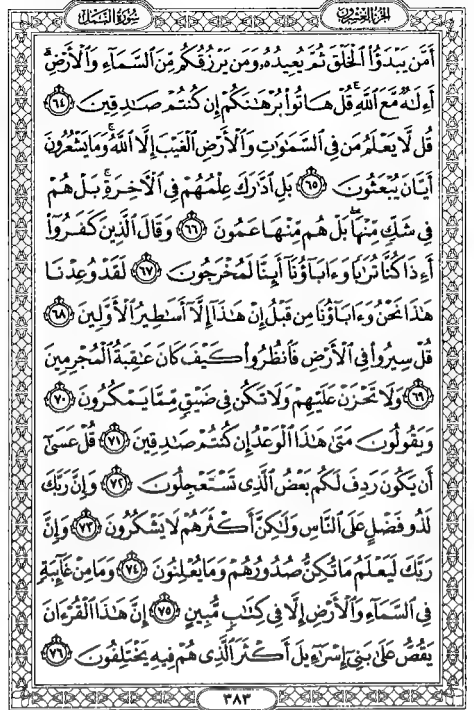 الجزء العشرون
سورة النمل
أَمَّن يَبْدَؤُا۟ ٱلْخَلْقَ ثُمَّ يُعِيدُهُۥ وَمَن يَرْزُقُكُم مِّنَ ٱلسَّمَآءِ وَٱلْأَرْضِ ۗ
أَءِلَـٰهٌ مَّعَ ٱللَّهِ ۚ قُلْ هَاتُوا۟ بُرْهَـٰنَكُمْ إِن كُنتُمْ صَـٰدِقِينَ ٦٤
قُل لَّا يَعْلَمُ مَن فِى ٱلسَّمَـٰوَٰتِ وَٱلْأَرْضِ ٱلْغَيْبَ إِلَّا ٱللَّهُ ۚ وَمَا يَشْعُرُونَ
أَيَّانَ يُبْعَثُونَ ٦٥ بَلِ ٱدَّٰرَكَ عِلْمُهُمْ فِى ٱلْـَٔاخِرَةِ ۚ بَلْ هُمْ
فِى شَكٍّ مِّنْهَا ۖ بَلْ هُم مِّنْهَا عَمُونَ ٦٦ وَقَالَ ٱلَّذِينَ كَفَرُوٓا۟
أَءِذَا كُنَّا تُرَٰبًا وَءَابَآؤُنَآ أَئِنَّا لَمُخْرَجُونَ ٦٧ لَقَدْ وُعِدْنَا
هَـٰذَا نَحْنُ وَءَابَآؤُنَا مِن قَبْلُ إِنْ هَـٰذَآ إِلَّآ أَسَـٰطِيرُ ٱلْأَوَّلِينَ ٦٨
قُلْ سِيرُوا۟ فِى ٱلْأَرْضِ فَٱنظُرُوا۟ كَيْفَ كَانَ عَـٰقِبَةُ ٱلْمُجْرِمِينَ
٦٩ وَلَا تَحْزَنْ عَلَيْهِمْ وَلَا تَكُن فِى ضَيْقٍ مِّمَّا يَمْكُرُونَ ٧٠
وَيَقُولُونَ مَتَىٰ هَـٰذَا ٱلْوَعْدُ إِن كُنتُمْ صَـٰدِقِينَ ٧١ قُلْ عَسَىٰٓ
أَن يَكُونَ رَدِفَ لَكُم بَعْضُ ٱلَّذِى تَسْتَعْجِلُونَ ٧٢ وَإِنَّ رَبَّكَ
لَذُو فَضْلٍ عَلَى ٱلنَّاسِ وَلَـٰكِنَّ أَكْثَرَهُمْ لَا يَشْكُرُونَ ٧٣ وَإِنَّ
رَبَّكَ لَيَعْلَمُ مَا تُكِنُّ صُدُورُهُمْ وَمَا يُعْلِنُونَ ٧٤ وَمَا مِنْ غَآئِبَةٍ
فِى ٱلسَّمَآءِ وَٱلْأَرْضِ إِلَّا فِى كِتَـٰبٍ مُّبِينٍ ٧٥ إِنَّ هَـٰذَا ٱلْقُرْءَانَ
يَقُصُّ عَلَىٰ بَنِىٓ إِسْرَٰٓءِيلَ أَكْثَرَ ٱلَّذِى هُمْ فِيهِ يَخْتَلِفُونَ ٧٦
٣٨٣